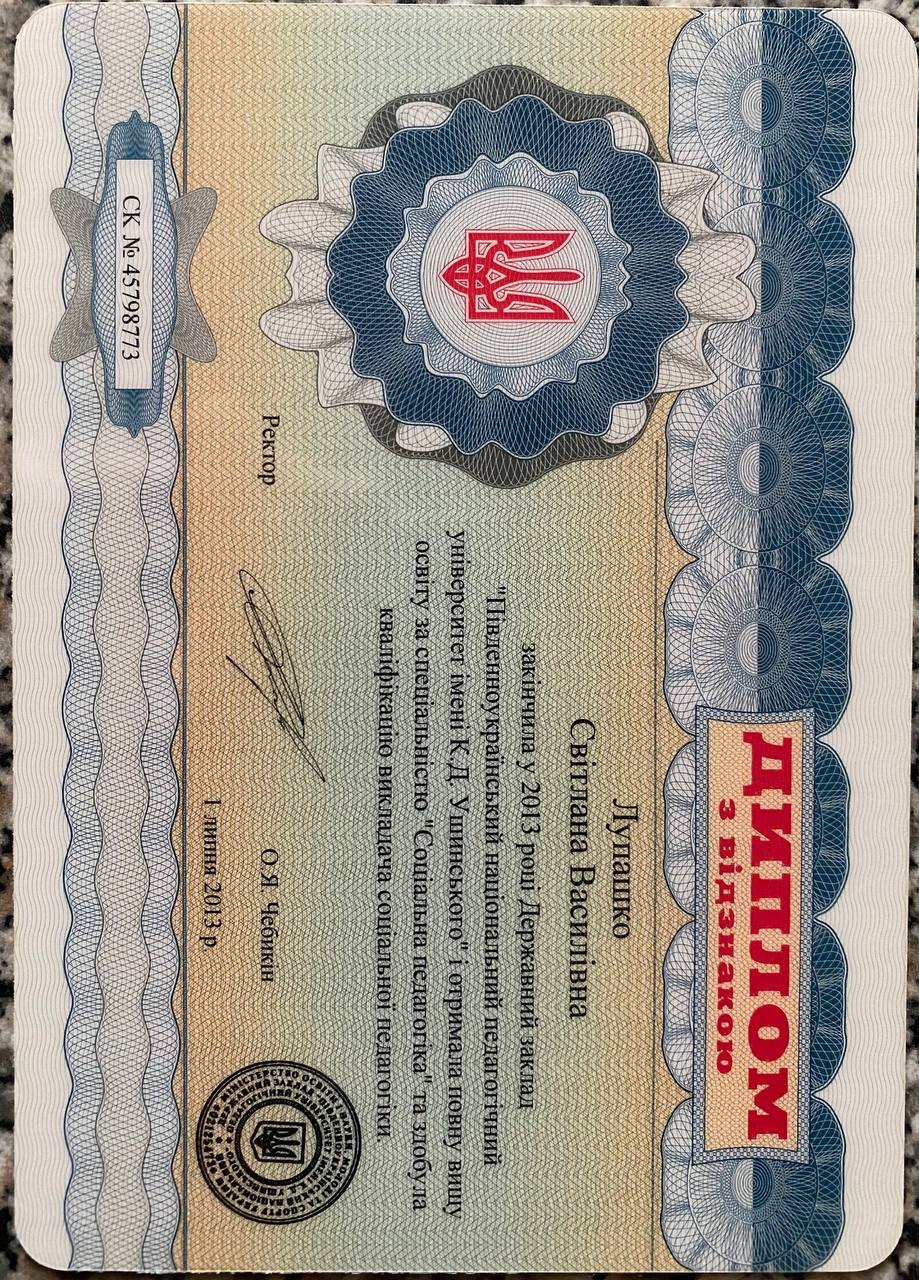 ДИПЛОМ
з відзнакою
Лупашко
Світлана Василівна
закінчила у 2013 році Державний заклад
"Південноукраїнський національний педагогічний
університет імені К.Д. Ушинського" і отримала повну вищу
освіту за спеціальністю "Соціальна педагогіка" та здобула
кваліфікацію викладача соціальної педагогіки
Ректор
О.Я. Чебикін
1 липня 2013 р
СК № 45798773